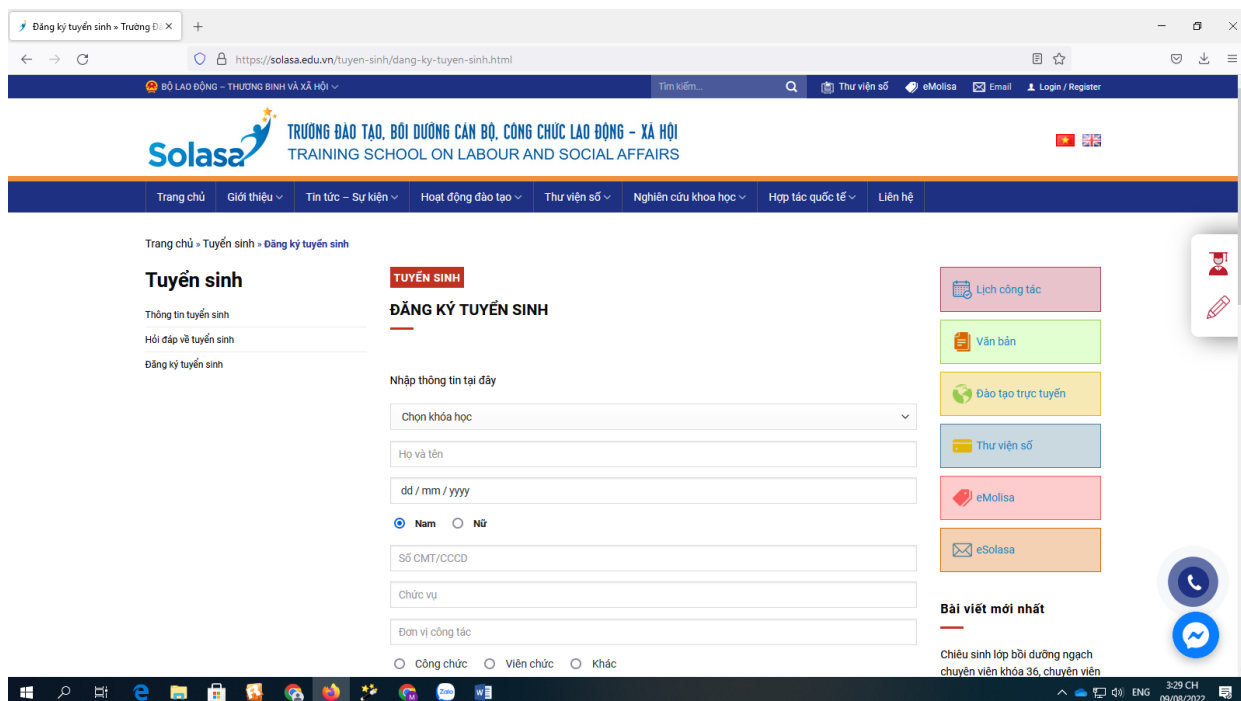 Đăng ký tuyển sinh » Trường Đà
https://solasa.edu.vn/tuyen-sinh/dang-ky-tuyen-sinh.html
BỘ LAO ĐỘNG – THƯƠNG BINH VÀ XÃ HỘI
Tìm kiếm...
Thư viện số
eMolisa
Email
Login / Register
Solasa
TRƯỜNG ĐÀO TẠO, BỒI DƯỠNG CÁN BỘ, CÔNG CHỨC LAO ĐỘNG – XÃ HỘI
TRAINING SCHOOL ON LABOUR AND SOCIAL AFFAIRS
Trang chủ
Giới thiệu
Tin tức – Sự kiện
Hoạt động đào tạo
Thư viện số
Nghiên cứu khoa học
Hợp tác quốc tế
Liên hệ
Trang chủ » Tuyển sinh » Đăng ký tuyển sinh
Tuyển sinh
Thông tin tuyển sinh
Hỏi đáp về tuyển sinh
Đăng ký tuyển sinh
TUYỂN SINH
ĐĂNG KÝ TUYỂN SINH
Nhập thông tin tại đây
Chọn khóa học
Họ và tên
dd / mm / yyyy
Nam
Nữ
Số CMT/CCCD
Chức vụ
Đơn vị công tác
Công chức
Viên chức
Khác
Lịch công tác
Văn bản
Đào tạo trực tuyến
Thư viện số
eMolisa
eSolasa
Bài viết mới nhất
Chiêu sinh lớp bồi dưỡng ngạch
chuyên viên khóa 36, chuyên viên
Zalo
ENG
3:29 CH
09/08/2022